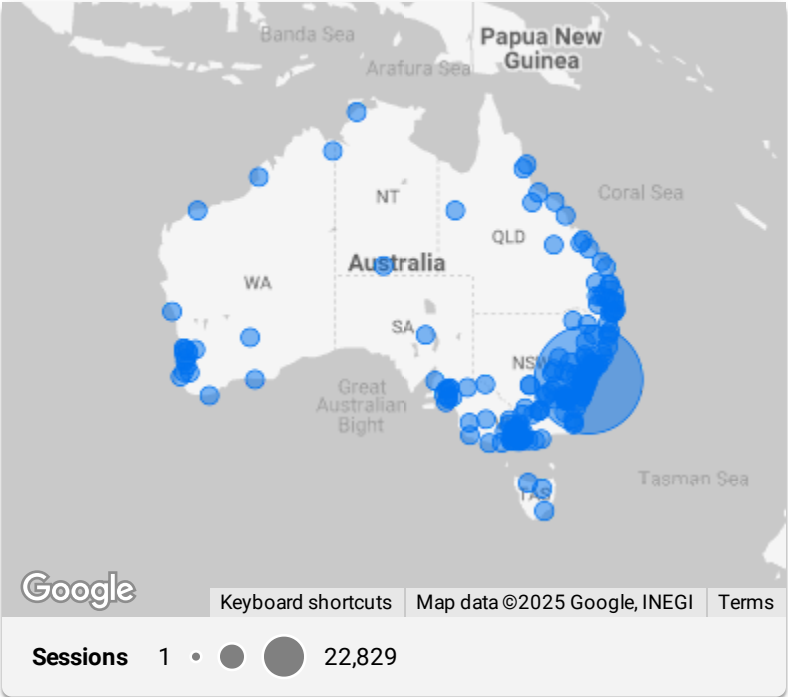 Banda Sea
Papua New
Guinea
Arafura Sea
Coral Sea
NT
QLD
Australia
WA
SA
NSW
Great
Australian
Bight
Tasman Sea
TAS
Google
Keyboard shortcuts
Map data ©2025 Google, INEGI
Terms
Sessions 1 22,829